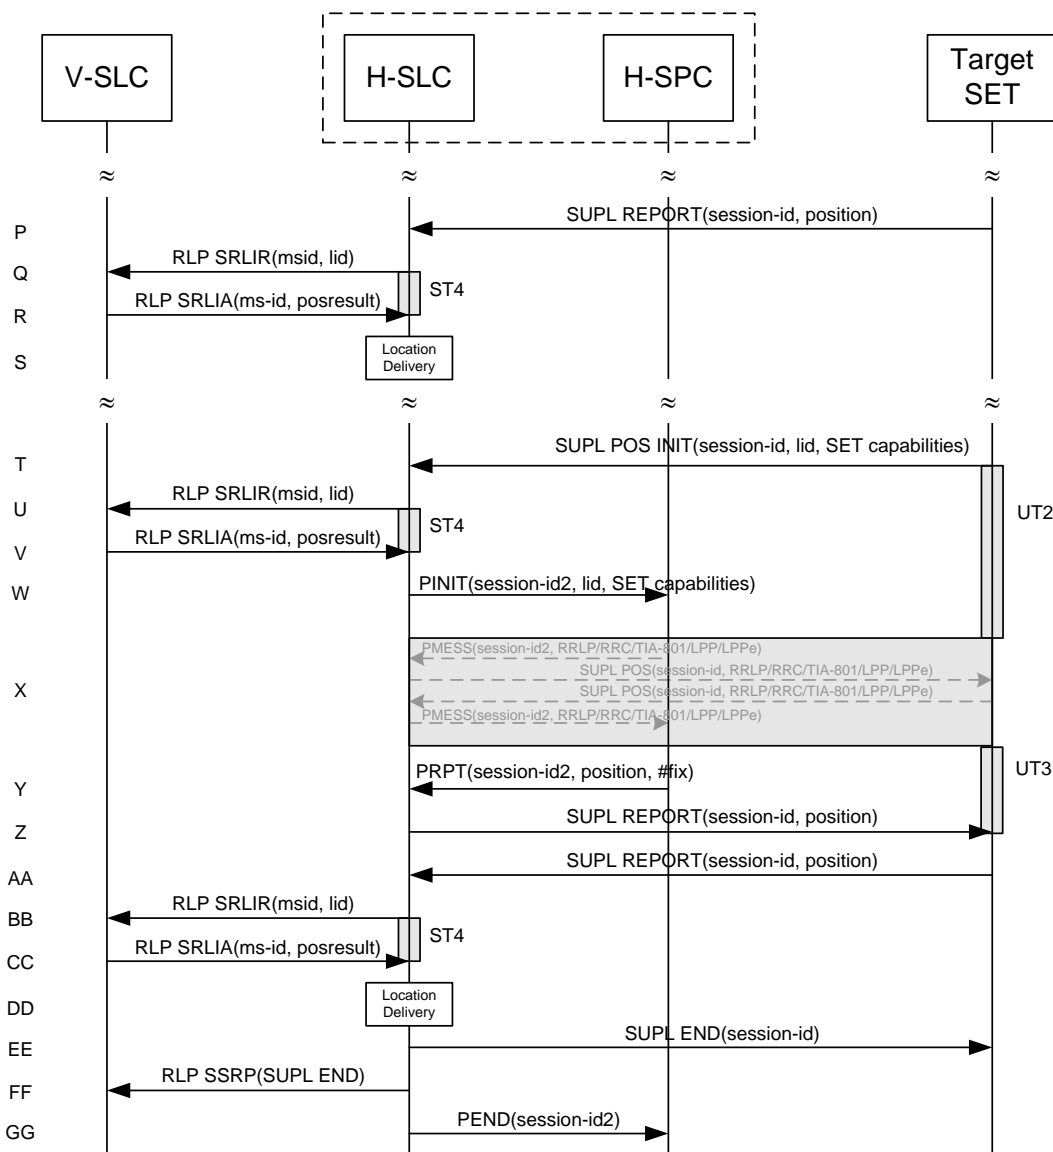 V-SLC
H-SLC
H-SPC
Target
SET
≈ ≈ ≈ ≈
P
SUPL REPORT(session-id, position)
Q
RLP SRLIR(msid, lid)
ST4
R
RLP SRLIA(ms-id, posresult)
S
Location
Delivery
≈ ≈ ≈ ≈
T
SUPL POS INIT(session-id, lid, SET capabilities)
U
RLP SRLIR(msid, lid)
ST4
UT2
V
RLP SRLIA(ms-id, posresult)
W
PINIT(session-id2, lid, SET capabilities)
PMESS(session-id2, RRLP/RRC/TIA-801/LPP/LPPe)
SUPL POS(session-id, RRLP/RRC/TIA-801/LPP/LPPe)
X
SUPL POS(session-id, RRLP/RRC/TIA-801/LPP/LPPe)
PMESS(session-id2, RRLP/RRC/TIA-801/LPP/LPPe)
Y
PRPT(session-id2, position, #fix)
UT3
Z
SUPL REPORT(session-id, position)
AA
SUPL REPORT(session-id, position)
BB
RLP SRLIR(msid, lid)
ST4
CC
RLP SRLIA(ms-id, posresult)
DD
Location
Delivery
EE
SUPL END(session-id)
FF
RLP SSRP(SUPL END)
GG
PEND(session-id2)